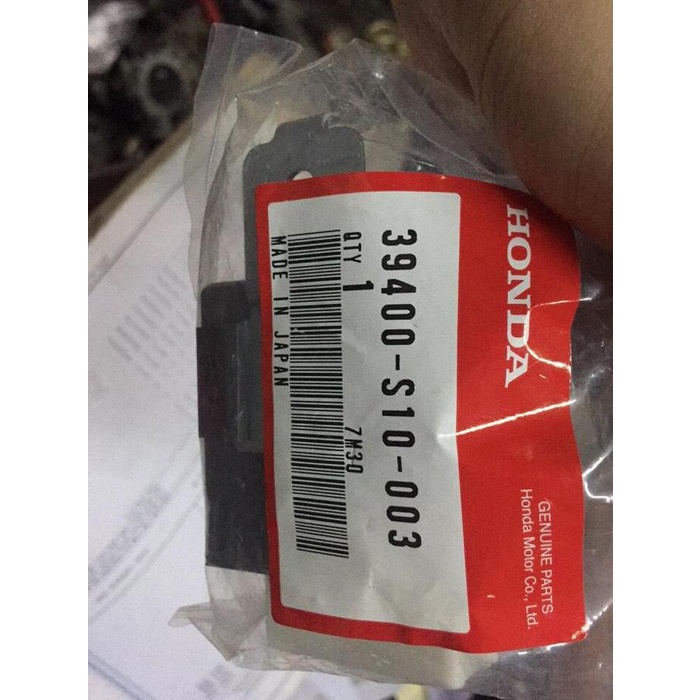 HONDA
GENUINE PARTS
Honda Motor Co., Ltd.
39400-S10-003
QTY 1 7M30
MADE IN JAPAN